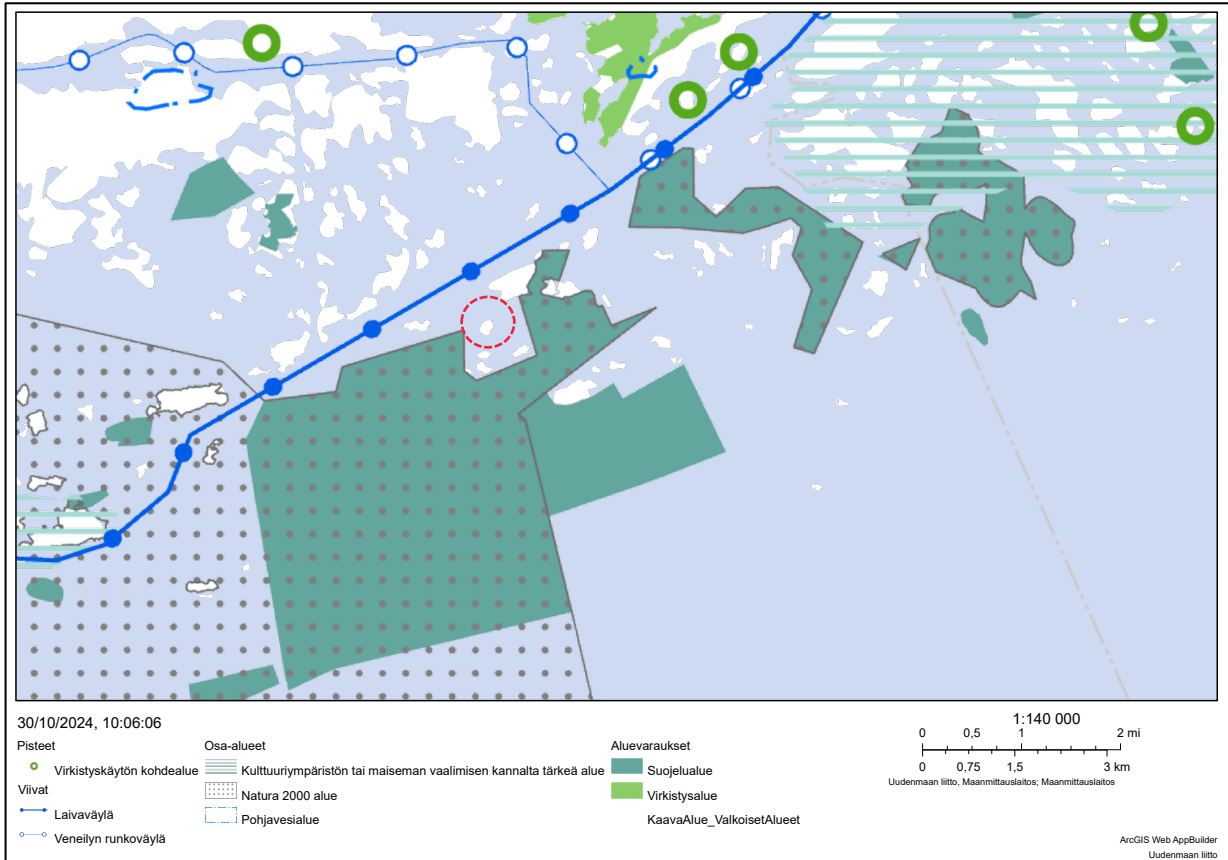 30/10/2024, 10:06:06
Pisteet
Virkistyskäytön kohdealue
Viivat
Laivaväylä
Veneilyn runkoväylä
Osa-alueet
Kulttuuriympäristön tai maiseman vaalimisen kannalta tärkeä alue
Natura 2000 alue
Pohjavesialue
Aluevaraukset
Suojelualue
Virkistysalue
KaavaAlue_ValkoisetAlueet
1:140 000
0 0,5 1 2 mi
0 0,75 1,5 3 km
Uudenmaan liitto, Maanmittauslaitos; Maanmittauslaitos
ArcGIS Web AppBuilder
Uudenmaan liitto